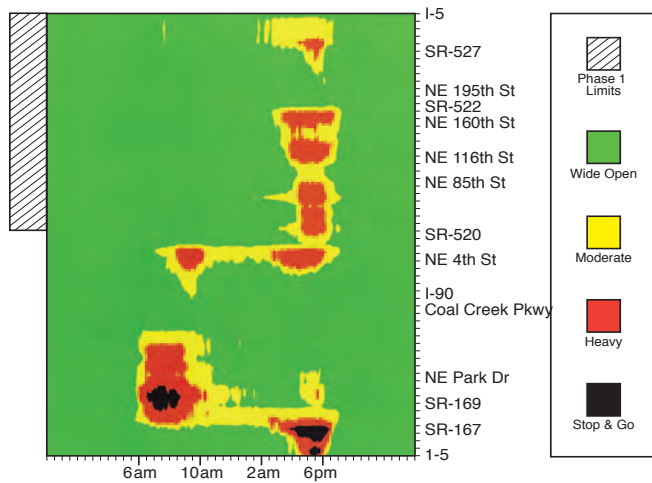 I-5
SR-527
NE 195th St
SR-522
NE 160th St
NE 116th St
NE 85th St
SR-520
NE 4th St
I-90
Coal Creek Pkwy
NE Park Dr
SR-169
SR-167
1-5
6am 10am 2am 6pm
Phase 1
Limits
Wide Open
Moderate
Heavy
Stop & Go